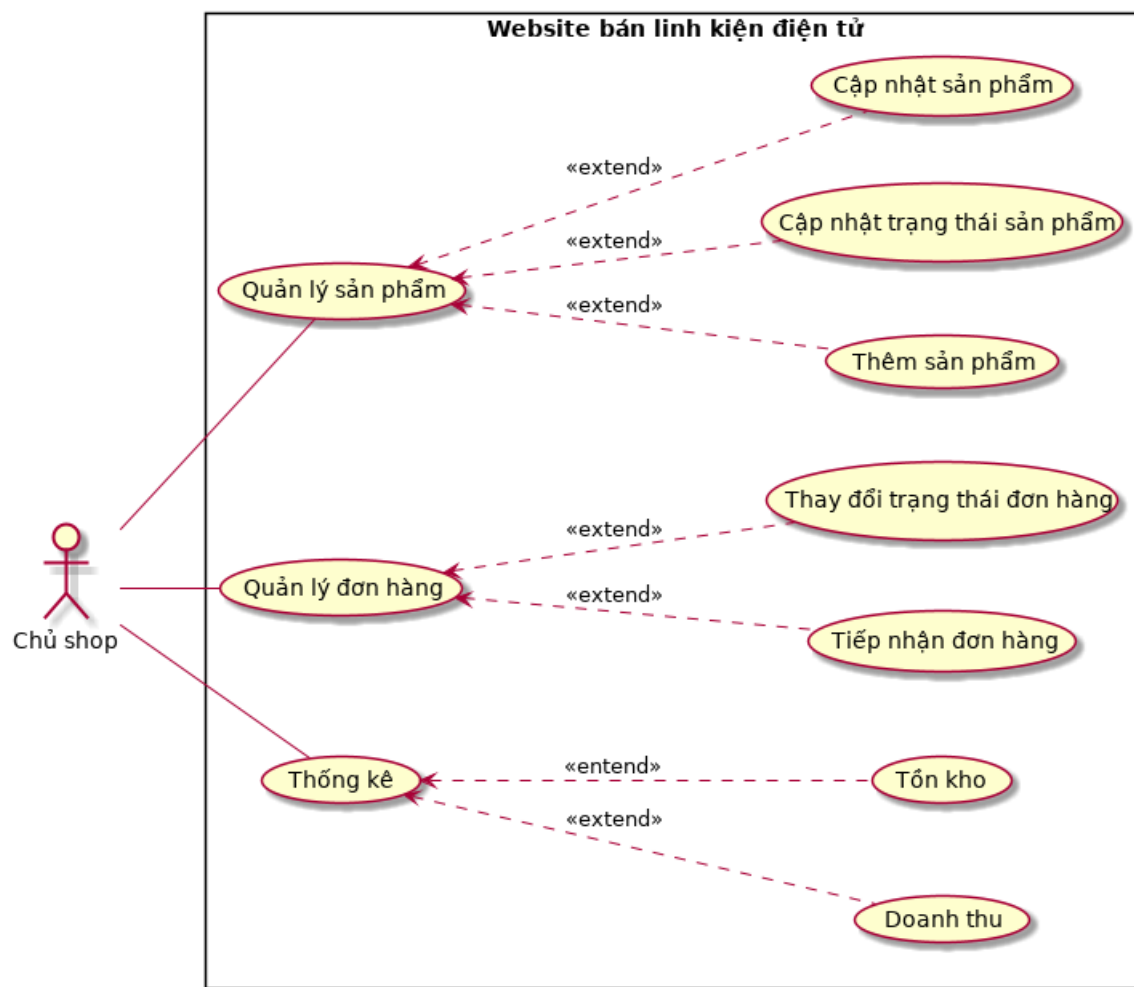 Website bán linh kiện điện tử
Cập nhật sản phẩm
«extend»
Cập nhật trạng thái sản phẩm
«extend»
Quản lý sản phẩm
«extend»
Thêm sản phẩm
Thay đổi trạng thái đơn hàng
«extend»
Quản lý đơn hàng
«extend»
Chủ shop
Tiếp nhận đơn hàng
«entend»
Thống kê
Tồn kho
«extend»
Doanh thu